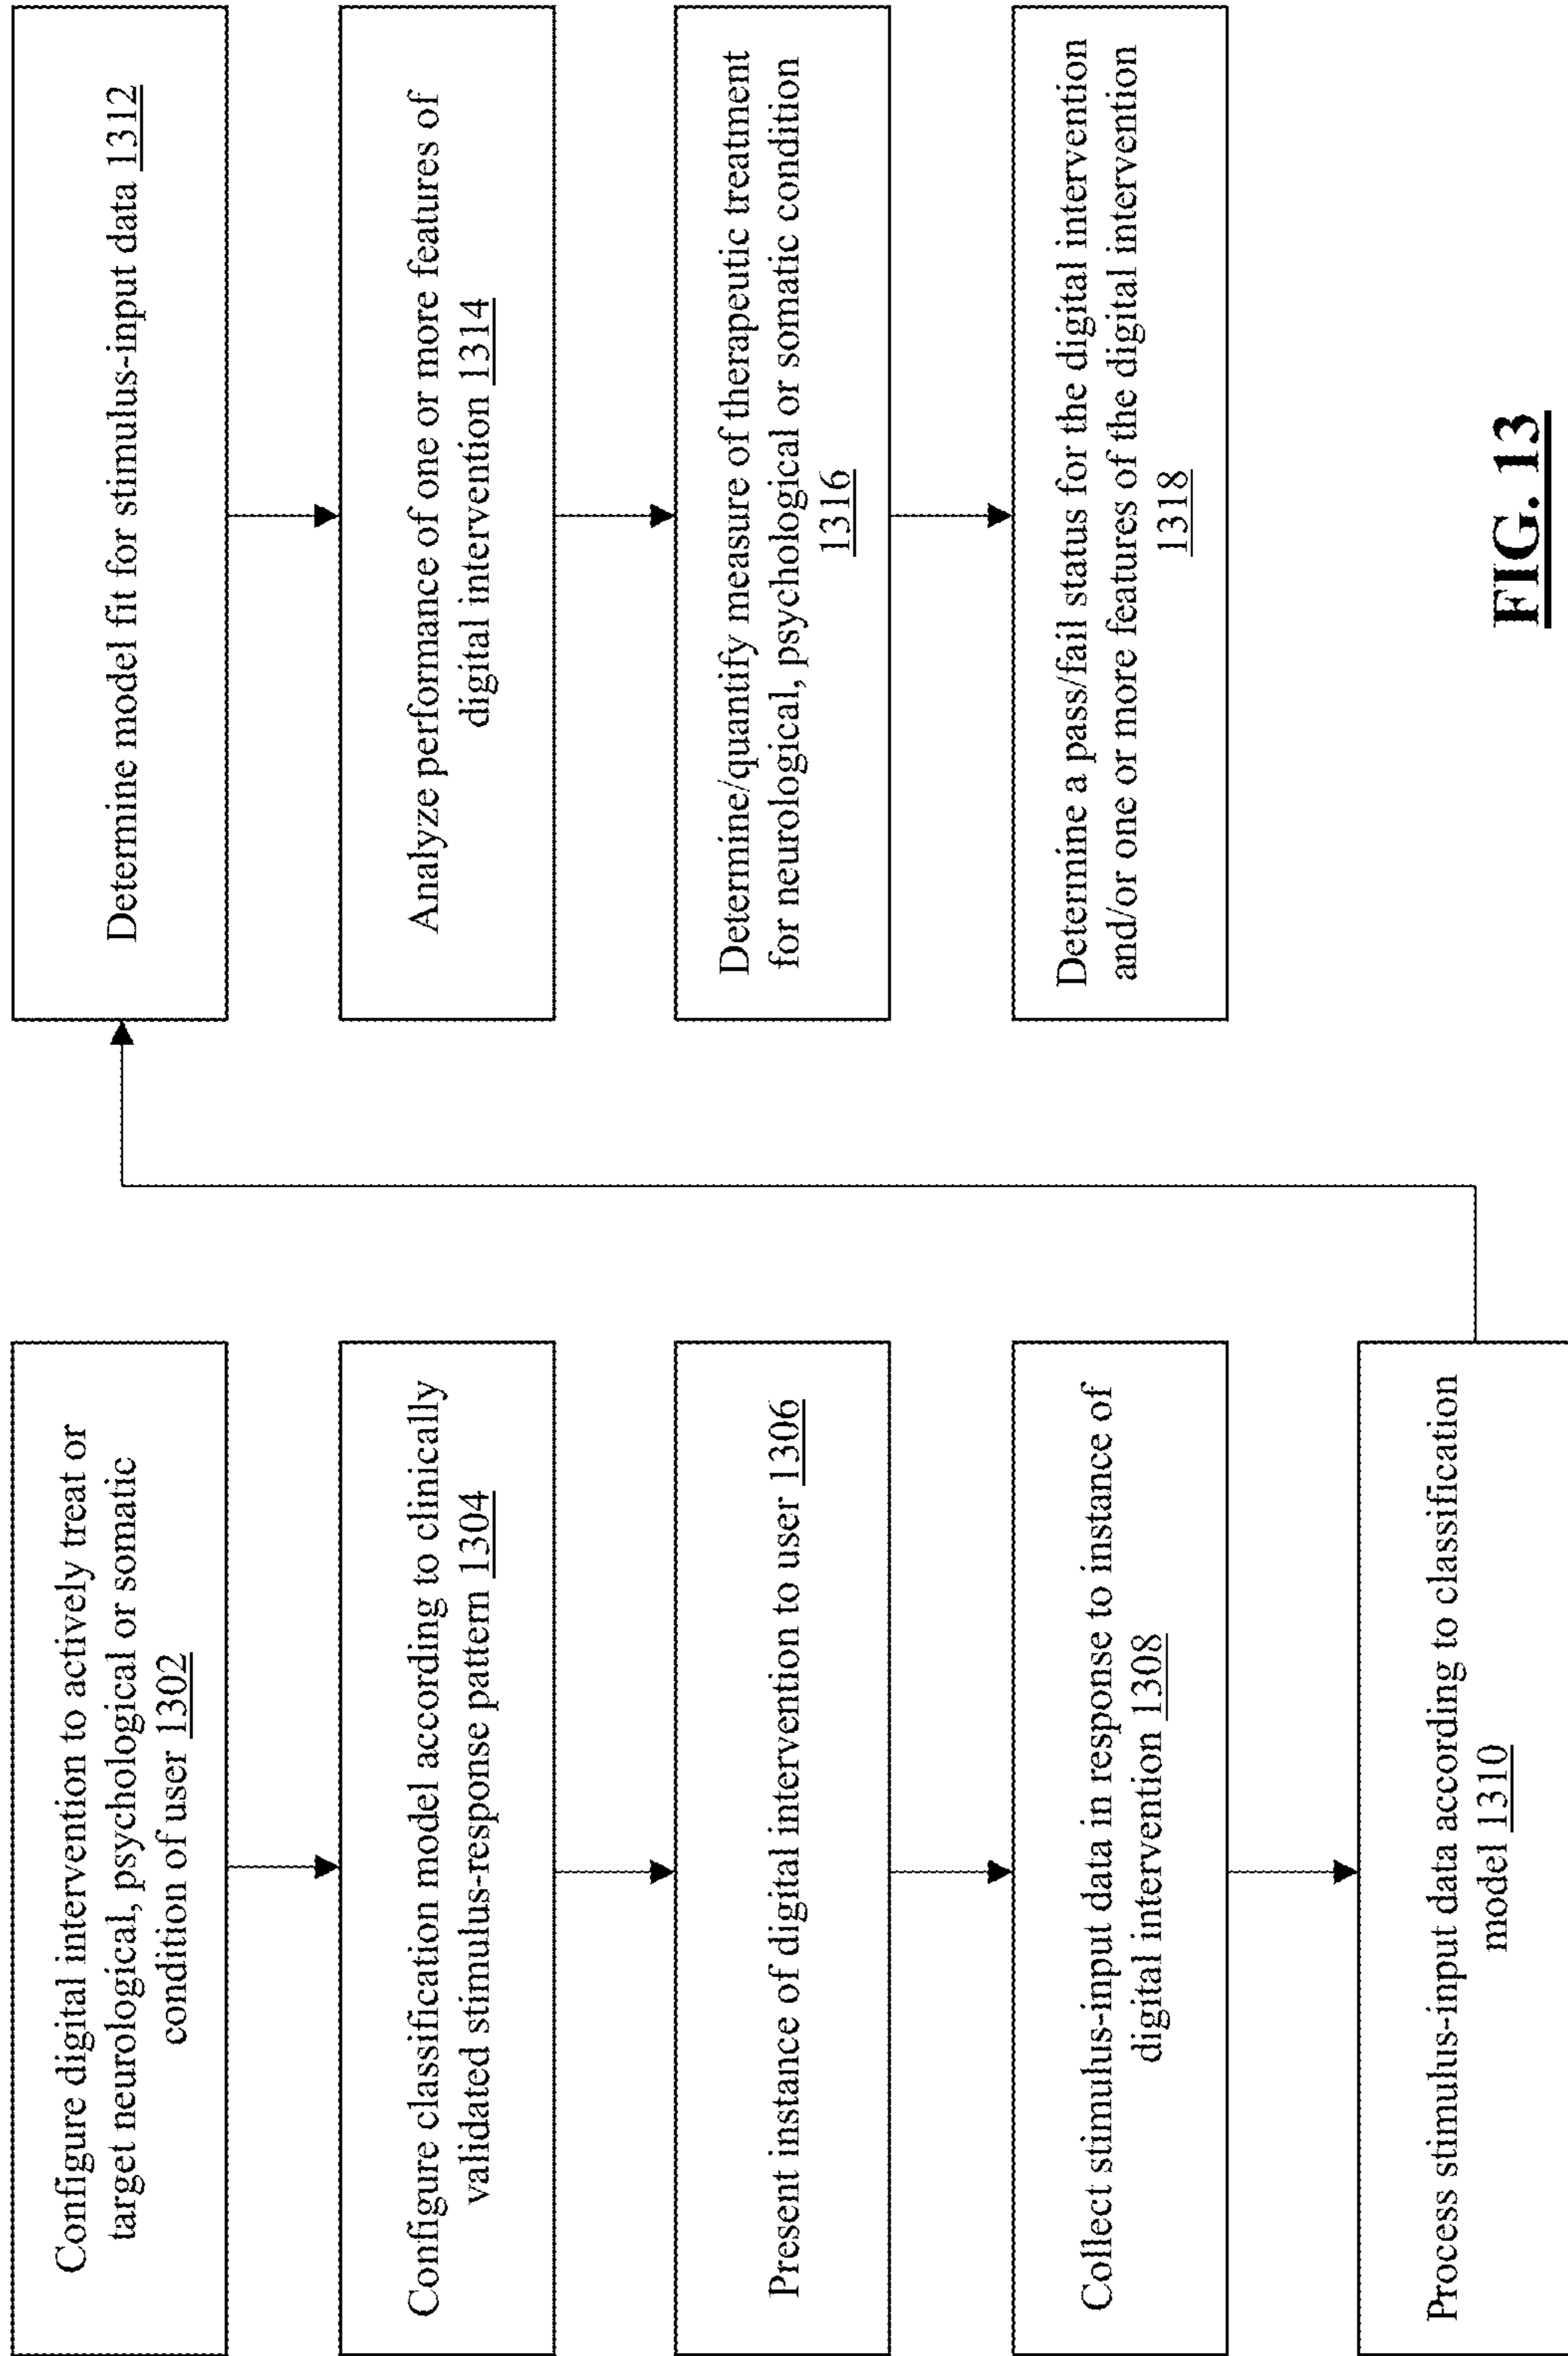 Configure digital intervention to actively treat or
target neurological, psychological or somatic
condition of user 1302
Configure classification model according to clinically
validated stimulus-response pattern 1304
Present instance of digital intervention to user 1306
Collect stimulus-input data in response to instance of
digital intervention 1308
Process stimulus-input data according to classification
model 1310
Determine model fit for stimulus-input data 1312
Analyze performance of one or more features of
digital intervention 1314
Determine/quantify measure of therapeutic treatment
for neurological, psychological or somatic condition
1316
Determine a pass/fail status for the digital intervention
and/or one or more features of the digital intervention
1318
FIG. 13